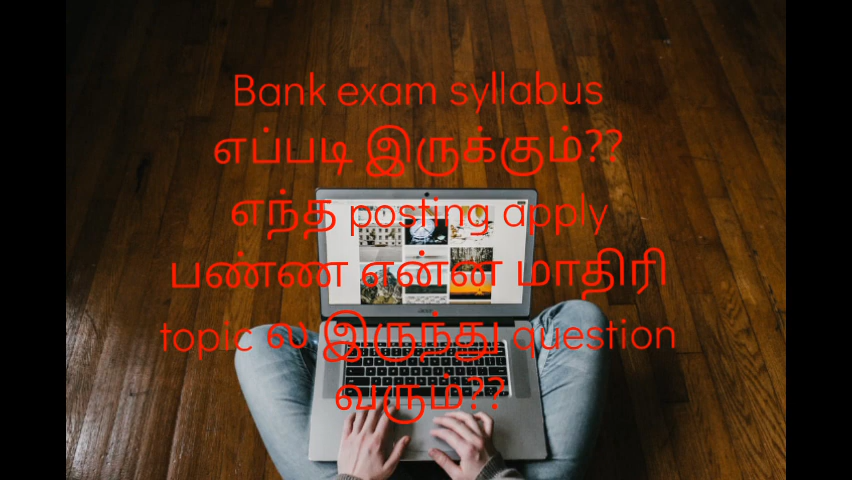 Bank exam syllabus
எப்படி இருக்கும்??
எந்த posting apply
பண்ண என்ன மாதிரி
topic ல இருந்து question
வரும்??